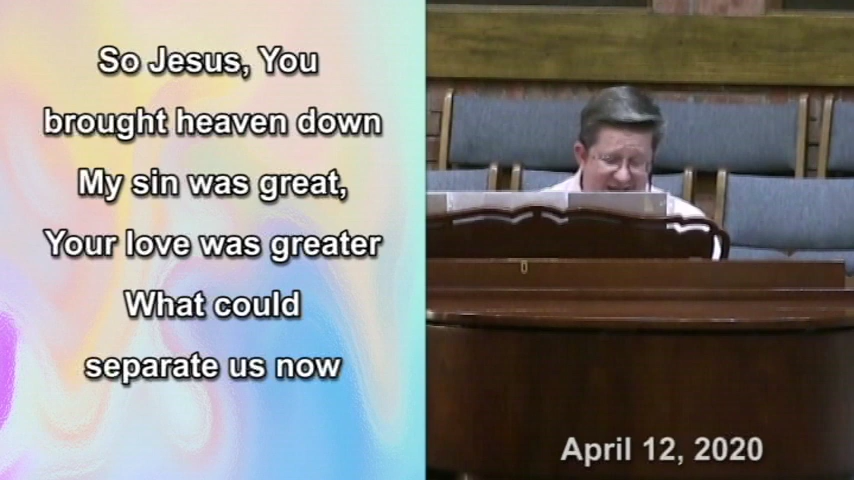 So Jesus, You
brought heaven down
My sin was great,
Your love was greater
What could
separate us now
April 12, 2020